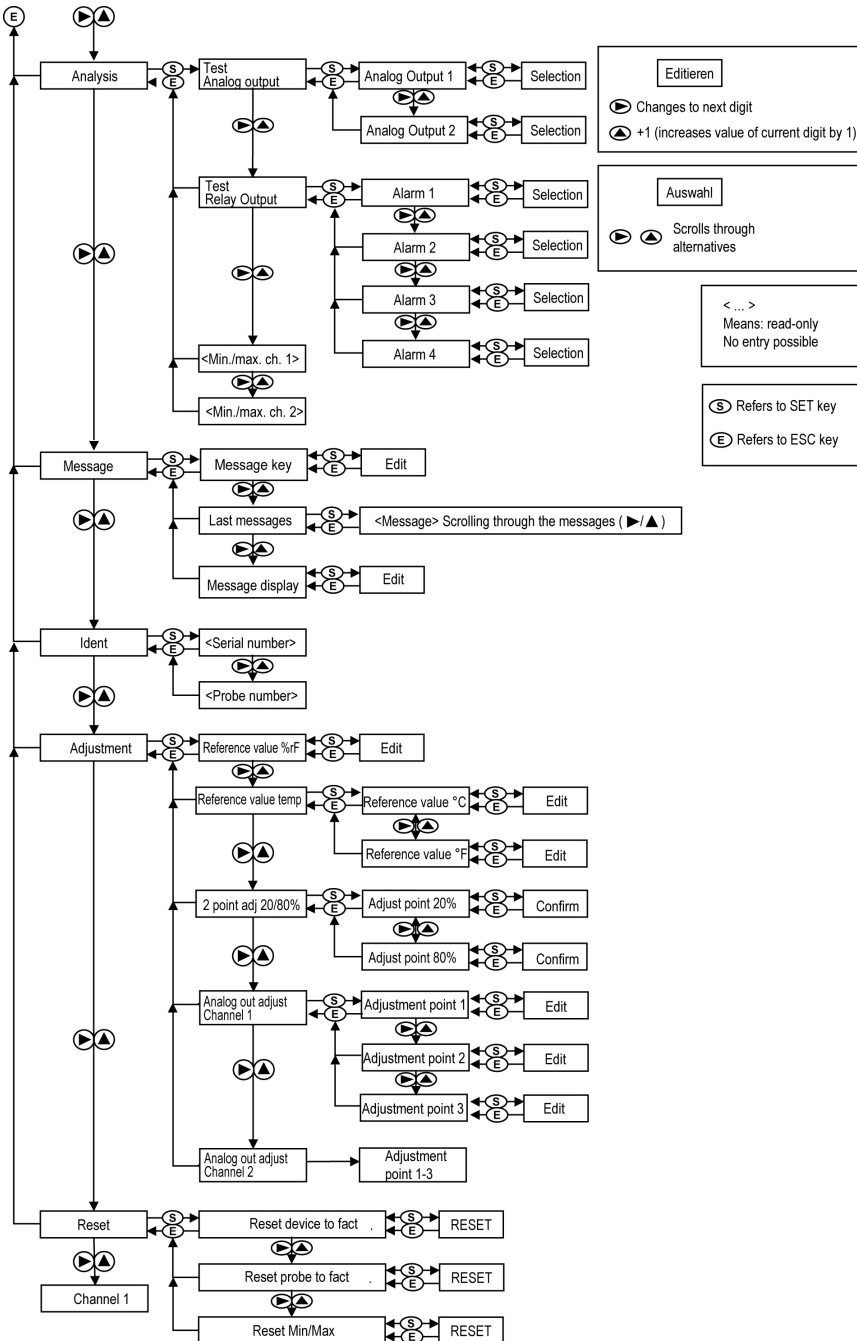 E
Analysis
S
E
Test
Analog output
S
E
Analog Output 1
S
E
Selection
Analog Output 2
S
E
Selection
Test
Relay Output
S
E
Alarm 1
S
E
Selection
Alarm 2
S
E
Selection
Alarm 3
S
E
Selection
Alarm 4
S
E
Selection
<Min./max. ch. 1>
<Min./max. ch. 2>
Message
S
E
Message key
S
E
Edit
Last messages
S
E
<Message> Scrolling through the messages ( ▶/▲ )
Message display
S
E
Edit
Ident
S
E
<Serial number>
<Probe number>
Adjustment
S
E
Reference value %rF
S
E
Edit
Reference value temp
S
E
Reference value °C
S
E
Edit
Reference value °F
S
E
Edit
2 point adj 20/80%
S
E
Adjust point 20%
S
E
Confirm
Adjust point 80%
S
E
Confirm
Analog out adjust
Channel 1
S
E
Adjustment point 1
S
E
Edit
Adjustment point 2
S
E
Edit
Adjustment point 3
S
E
Edit
Analog out adjust
Channel 2
Adjustment
point 1-3
Reset
S
E
Reset device to fact .
S
E
RESET
Reset probe to fact .
S
E
RESET
Reset Min/Max
S
E
RESET
Channel 1
Editieren
Changes to next digit
+1 (increases value of current digit by 1)
Auswahl
Scrolls through
alternatives
< ... >
Means: read-only
No entry possible
S Refers to SET key
E Refers to ESC key